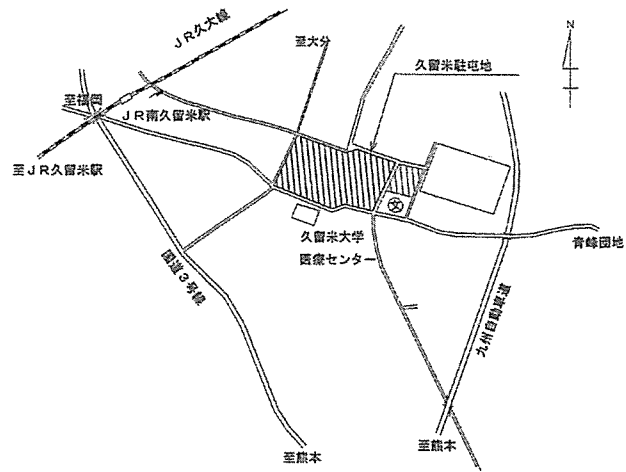 N
JR久大線
至大分
久留米駐屯地
至福岡
JR南久留米駅
至JR久留米駅
久留米大学
医療センター
青峰団地
国道3号線
九州自動車道
至熊本
至熊本